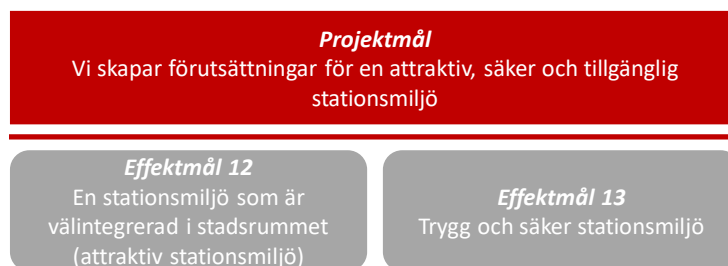 Projektmål
Vi skapar förutsättningar för en attraktiv, säker och tillgänglig
stationsmiljö
Effektmål 12
En stationsmiljö som är
välintegrerad i stadsrummet
(attraktiv stationsmiljö)
Effektmål 13
Trygg och säker stationsmiljö